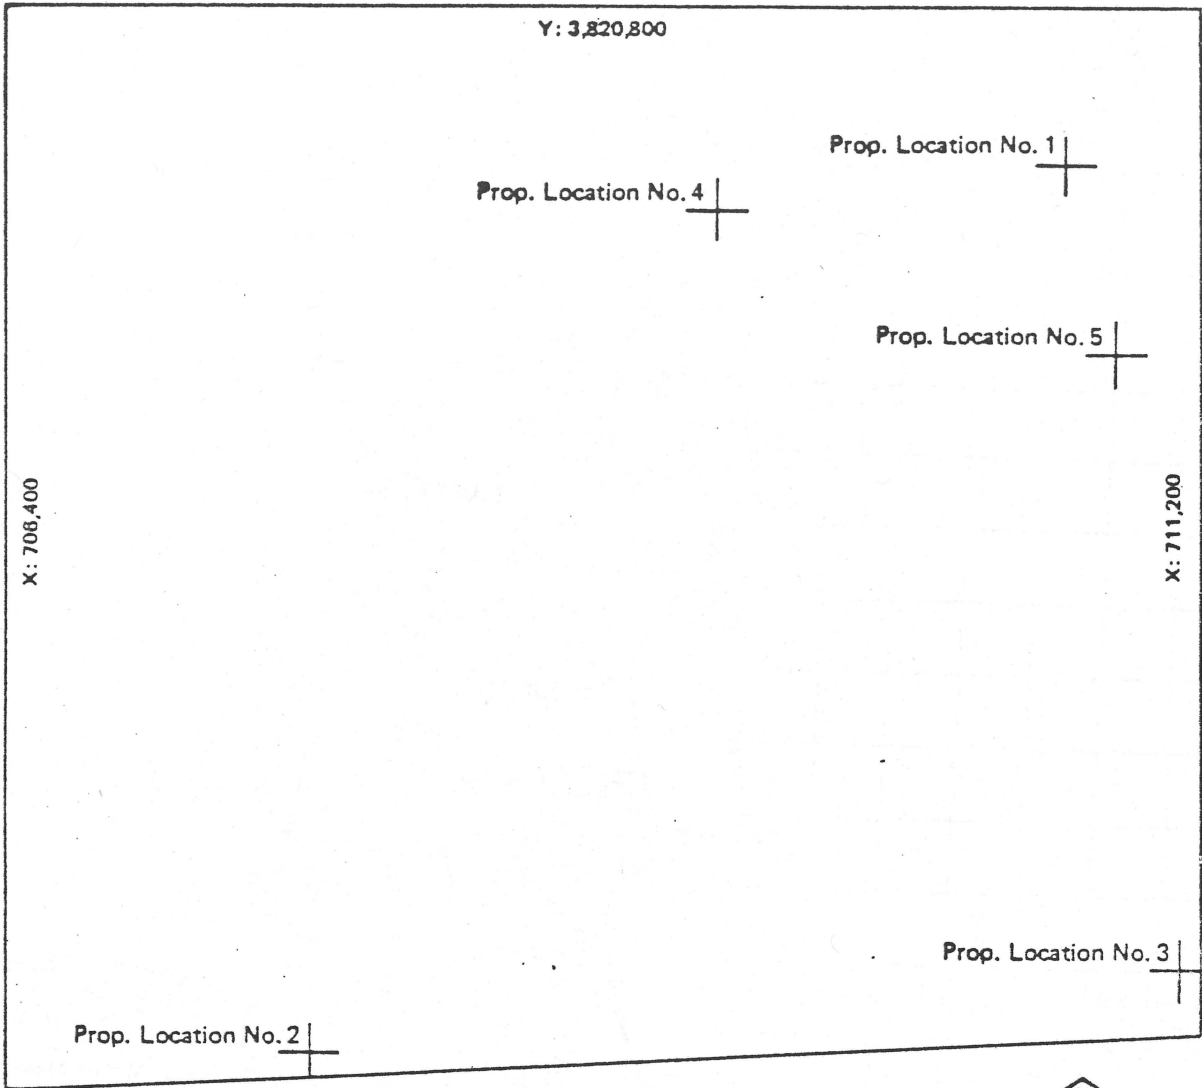 Y: 3,820,800
Prop. Location No. 1
Prop. Location No. 4
Prop. Location No. 5
X: 708,400
X: 711,200
Prop. Location No. 3
Prop. Location No. 2